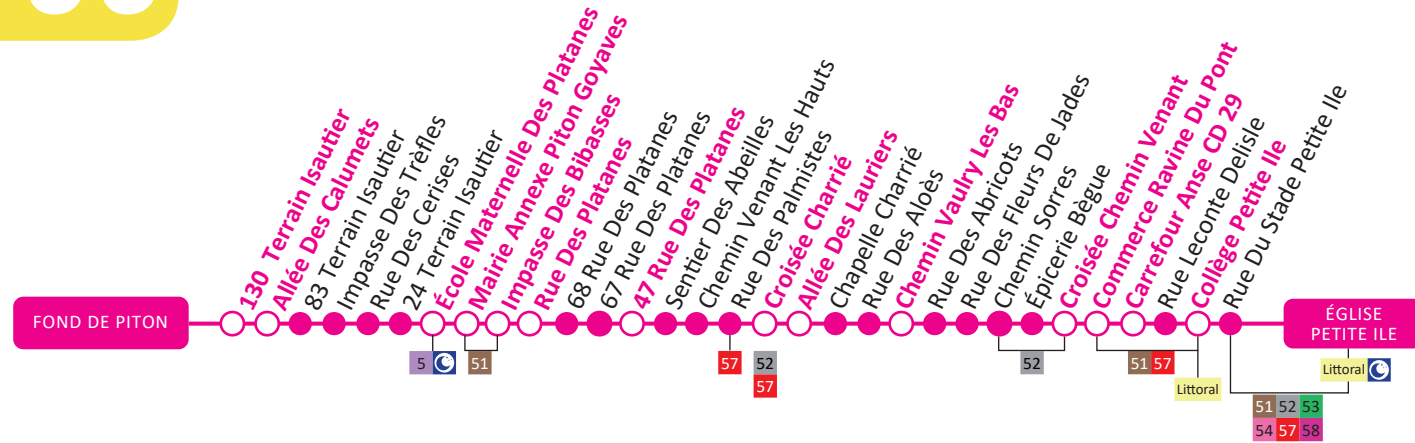 FOND DE PITON
130 Terrain Isautier
Allée Des Calumets
83 Terrain Isautier
Impasse Des Trèfles
Rue Des Cerises
24 Terrain Isautier
École Maternelle Des Platanes
Mairie Annexe Piton Goyaves
Impasse Des Bibasses
Rue Des Platanes
68 Rue Des Platanes
67 Rue Des Platanes
47 Rue Des Platanes
Sentier Des Abeilles
Chemin Venant Les Hauts
Rue Des Palmistes
Croisée Charrié
Allée Des Lauriers
Chapelle Charrié
Rue Des Aloès
Chemin Vaulry Les Bas
Rue Des Abricots
Rue Des Fleurs De Jades
Chemin Sorres
Épicerie Bègue
Croisée Chemin Venant
Commerce Ravine Du Pont
Carrefour Anse CD 29
Rue Leconte Delisle
Collège Petite Ile
Rue Du Stade Petite Ile
ÉGLISE
PETITE ILE
5
51
57
52
57
52
51 57
Littoral
Littoral
51 52 53
54 57 58